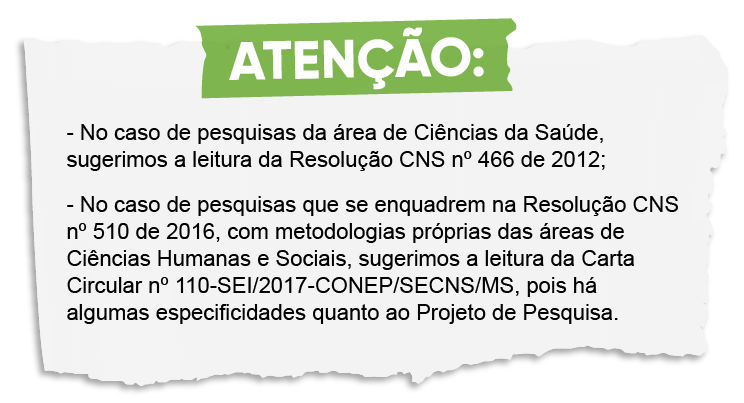 ATENÇÃO:
- No caso de pesquisas da área de Ciências da Saúde,
sugerimos a leitura da Resolução CNS nº 466 de 2012;
- No caso de pesquisas que se enquadrem na Resolução CNS
nº 510 de 2016, com metodologias próprias das áreas de
Ciências Humanas e Sociais, sugerimos a leitura da Carta
Circular nº 110-SEI/2017-CONEP/SECNS/MS, pois há
algumas especificidades quanto ao Projeto de Pesquisa.